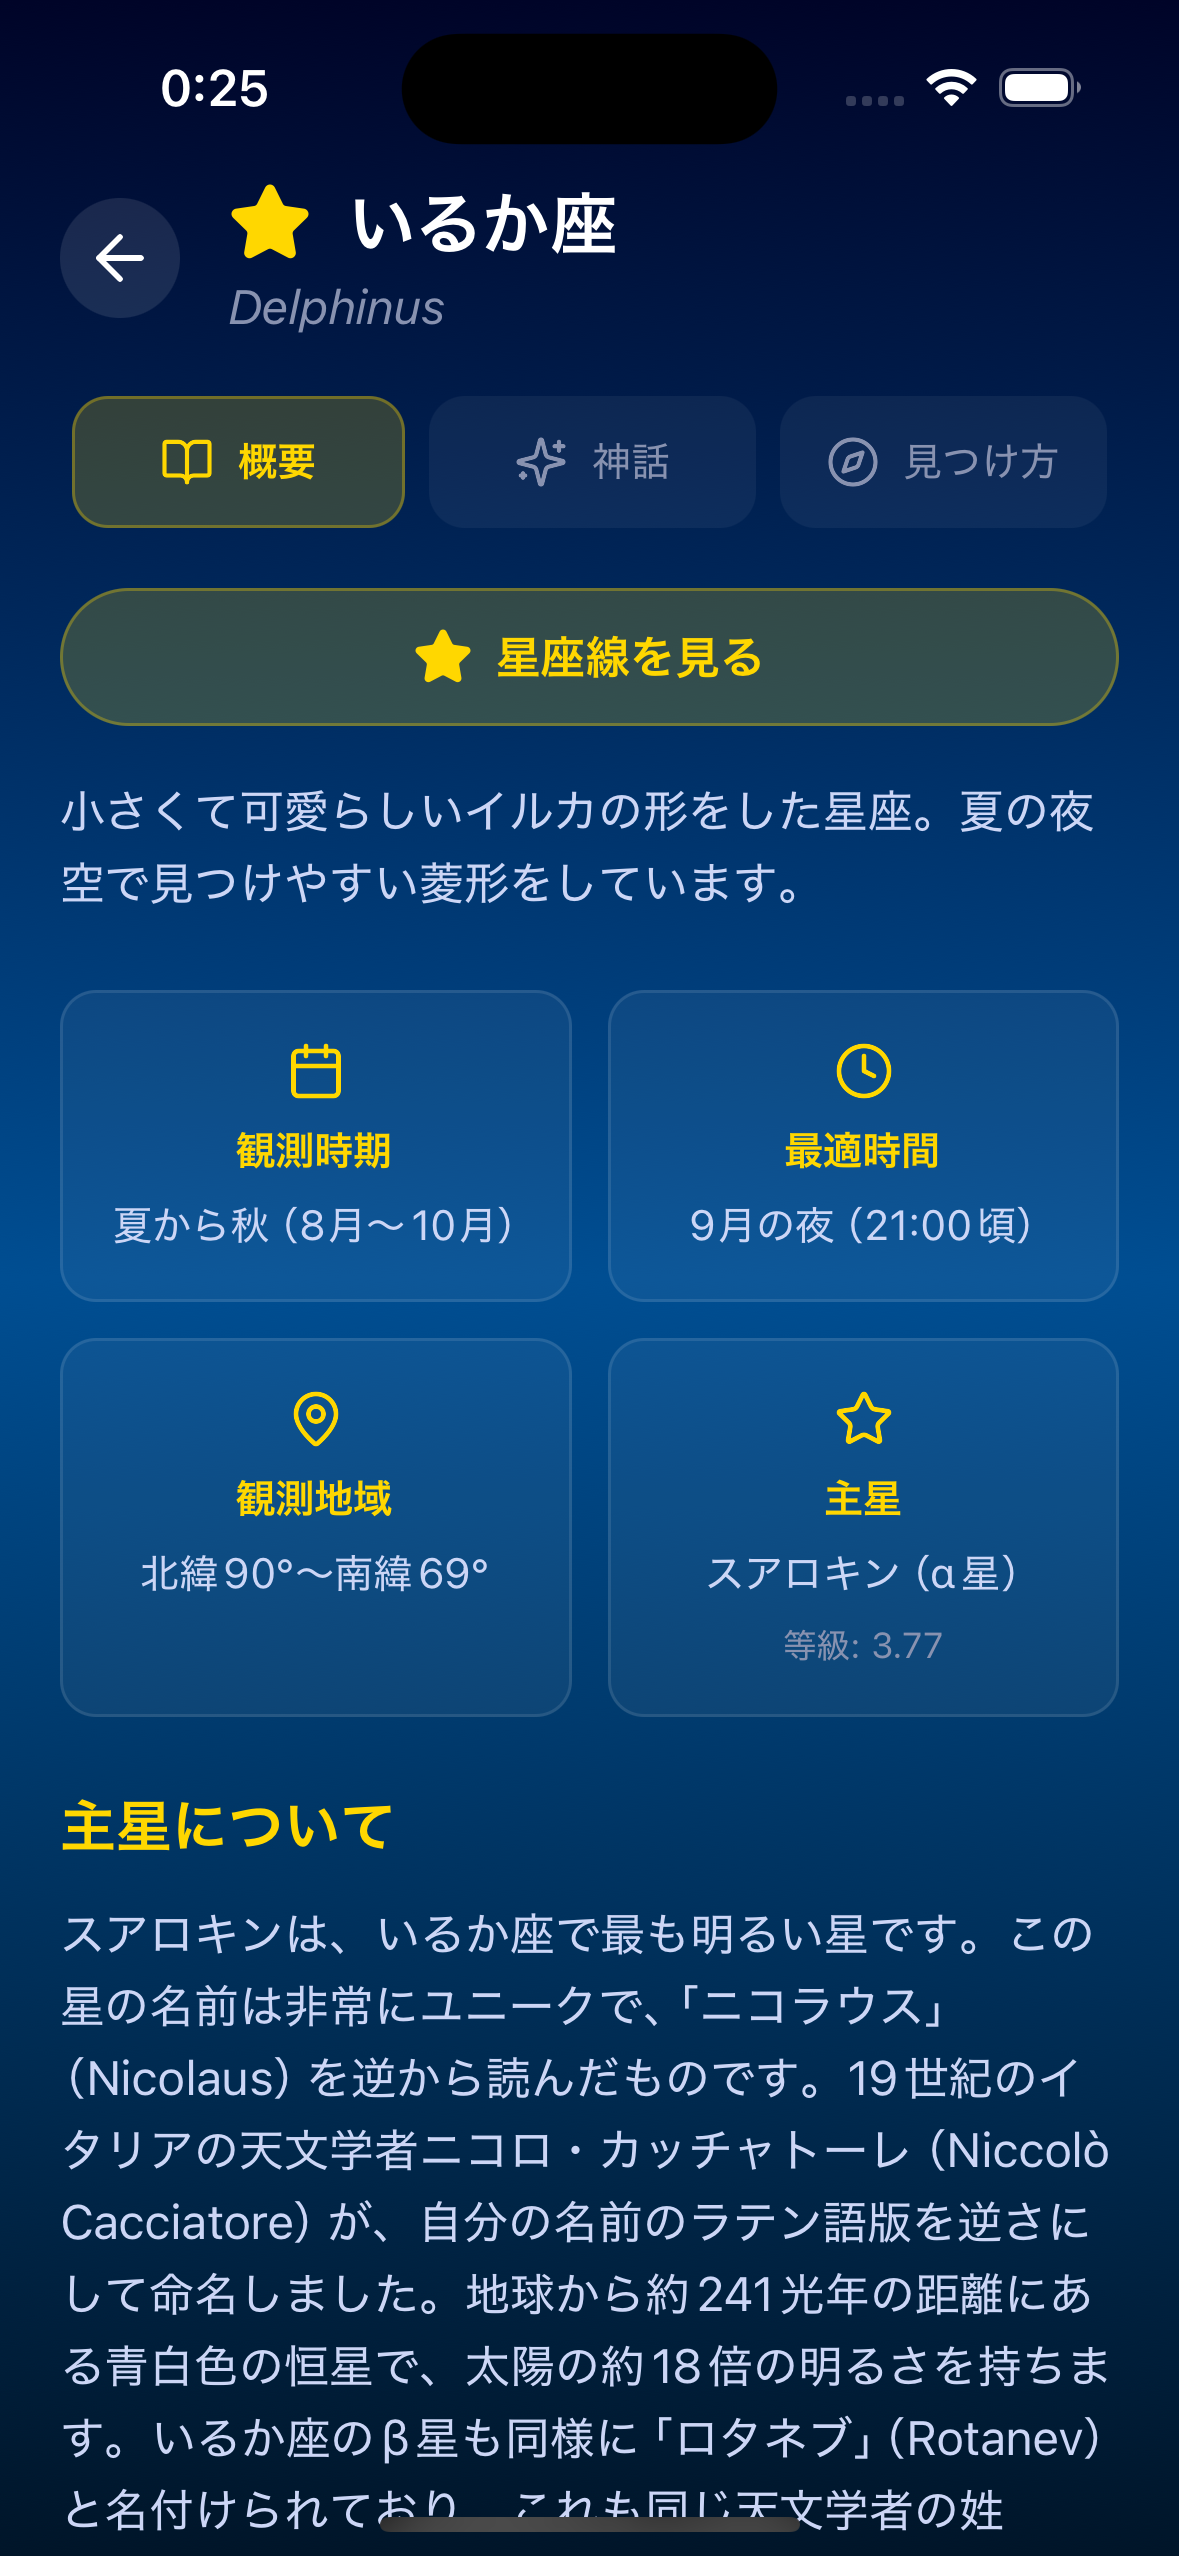 0:25
いるか座
Delphinus
概要
神話
見つけ方
星座線を見る
小さくて可愛らしいイルカの形をした星座。夏の夜
空で見つけやすい菱形をしています。
観測時期
夏から秋（8月〜10月）
最適時間
9月の夜（21:00頃）
観測地域
北緯90°〜南緯69°
主星
スアロキン（α星）
等級: 3.77
主星について
スアロキンは、いるか座で最も明るい星です。この
星の名前は非常にユニークで、「ニコラウス」
（Nicolaus）を逆から読んだものです。19世紀のイ
タリアの天文学者ニコロ・カッチャトーレ（Niccolò
Cacciatore）が、自分の名前のラテン語版を逆さに
して命名しました。地球から約241光年の距離にあ
る青白色の恒星で、太陽の約18倍の明るさを持ちま
す。いるか座のβ星も同様に「ロタネブ」（Rotanev）
と名付けられており、これも同じ天文学者の姓